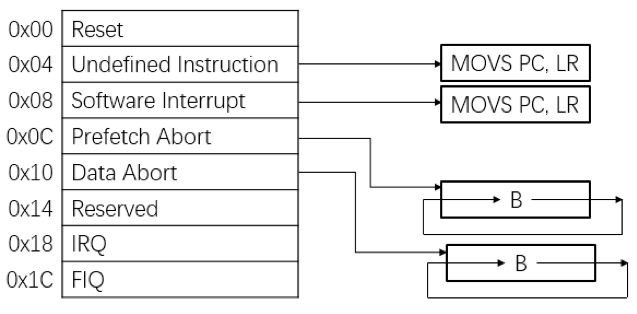 0x00 Reset
0x04 Undefined Instruction MOVS PC, LR
0x08 Software Interrupt MOVS PC, LR
0x0C Prefetch Abort
0x10 Data Abort
B
0x14 Reserved
0x18 IRQ
B
0x1C FIQ